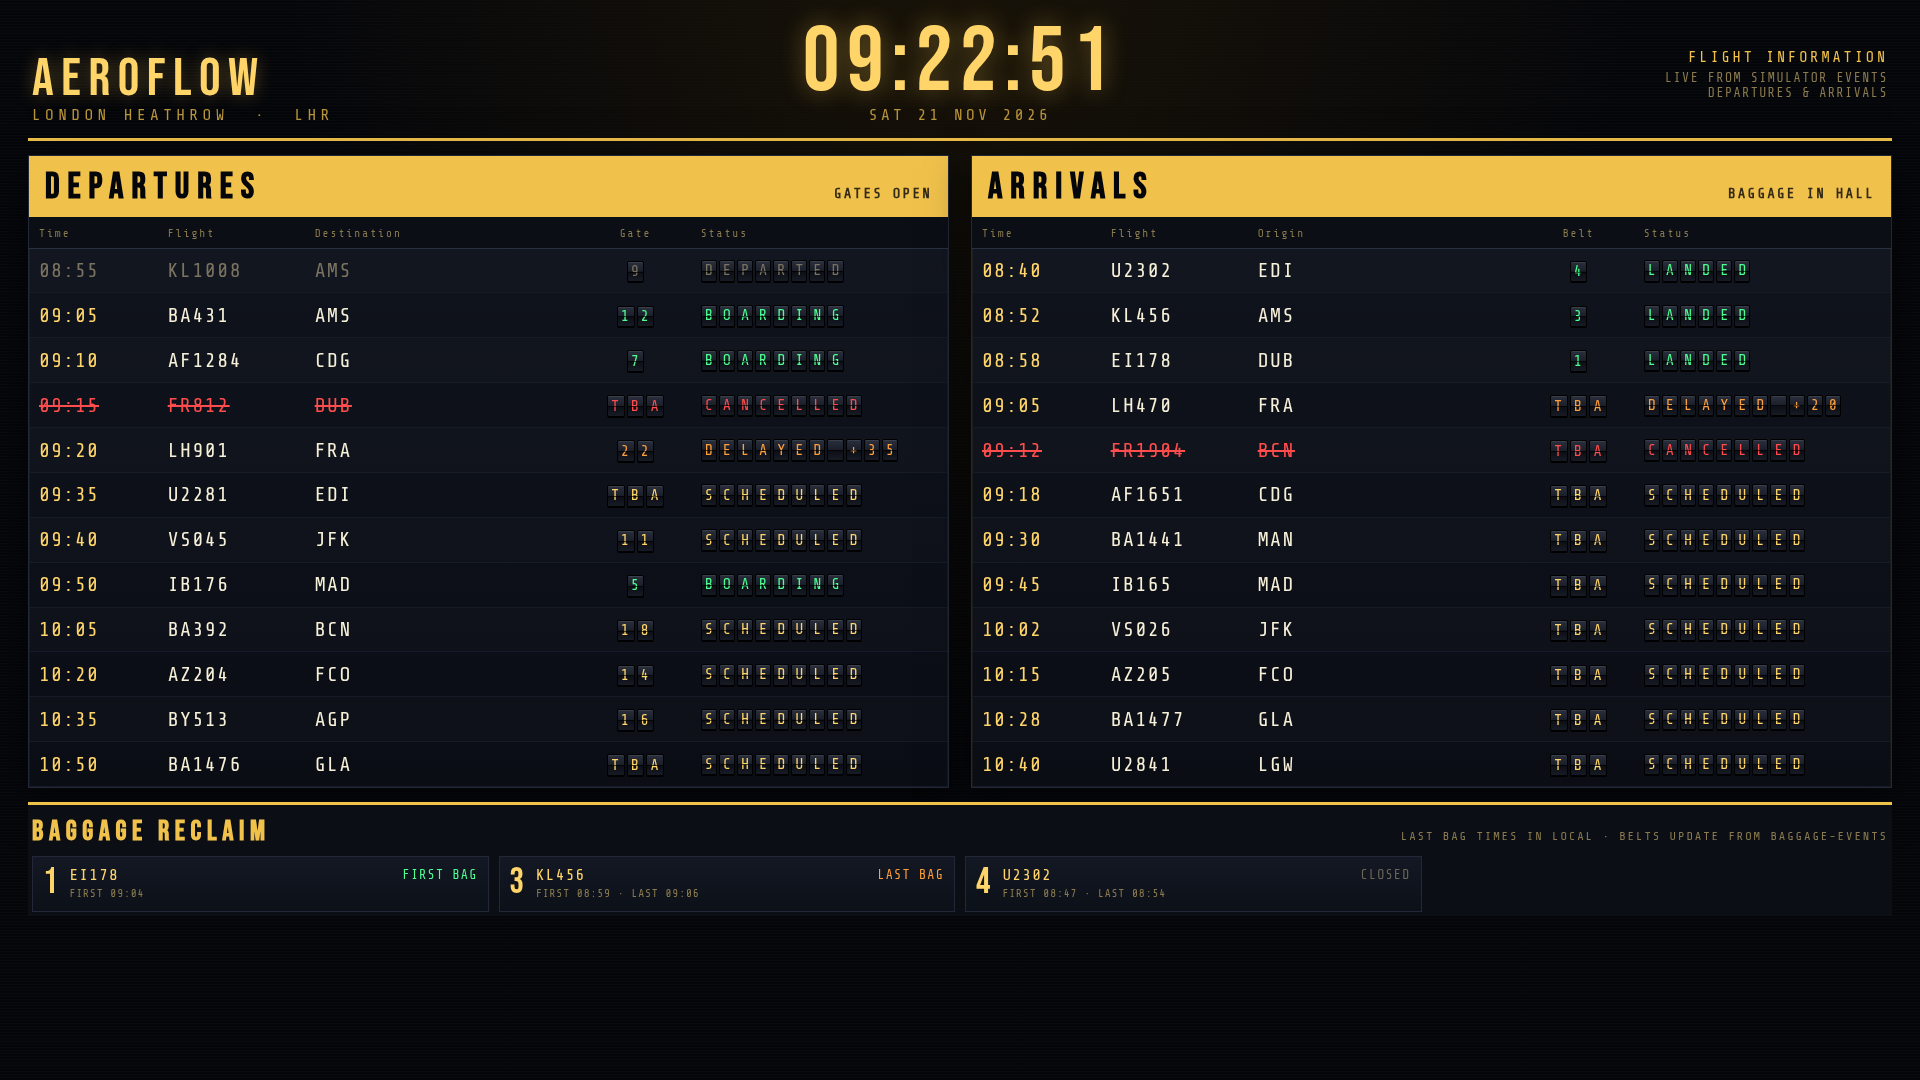 AEROFLOW
LONDON HEATHROW · LHR
09:22:51
SAT 21 NOV 2026
FLIGHT INFORMATION
LIVE FROM SIMULATOR EVENTS
DEPARTURES & ARRIVALS
DEPARTURES GATES OPEN
Time Flight Destination Gate Status
08:55 KL1008 AMS 9 DEPARTED
09:05 BA431 AMS 12 BOARDING
09:10 AF1284 CDG 7 BOARDING
09:15 FR812 DUB TBA CANCELLED
09:20 LH901 FRA 22 DELAYED +35
09:35 U2281 EDI TBA SCHEDULED
09:40 VS045 JFK 11 SCHEDULED
09:50 IB176 MAD 5 BOARDING
10:05 BA392 BCN 18 SCHEDULED
10:20 AZ204 FCO 14 SCHEDULED
10:35 BY513 AGP 16 SCHEDULED
10:50 BA1476 GLA TBA SCHEDULED
ARRIVALS BAGGAGE IN HALL
Time Flight Origin Belt Status
08:40 U2302 EDI 4 LANDED
08:52 KL456 AMS 3 LANDED
08:58 EI178 DUB 1 LANDED
09:05 LH470 FRA TBA DELAYED +20
09:12 FR1904 BCN TBA CANCELLED
09:18 AF1651 CDG TBA SCHEDULED
09:30 BA1441 MAN TBA SCHEDULED
09:45 IB165 MAD TBA SCHEDULED
10:02 VS026 JFK TBA SCHEDULED
10:15 AZ205 FCO TBA SCHEDULED
10:28 BA1477 GLA TBA SCHEDULED
10:40 U2841 LGW TBA SCHEDULED
BAGGAGE RECLAIM
LAST BAG TIMES IN LOCAL · BELTS UPDATE FROM BAGGAGE-EVENTS
1 EI178 FIRST BAG
FIRST 09:04
3 KL456 LAST BAG
FIRST 08:59 · LAST 09:06
4 U2302 CLOSED
FIRST 08:47 · LAST 08:54